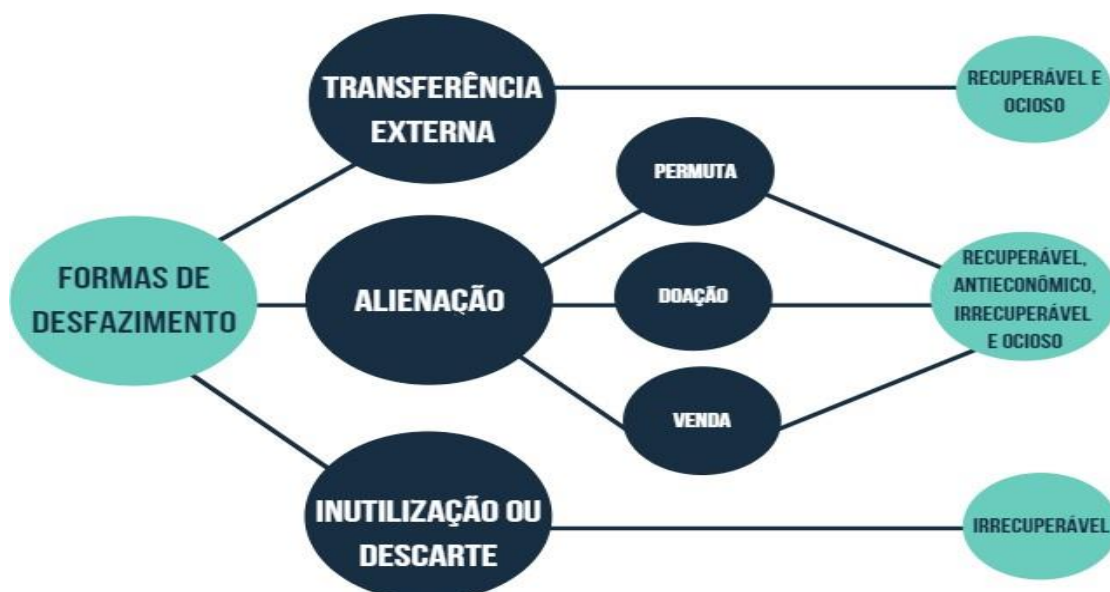 FORMAS DE
DESFAZIMENTO
TRANSFERÊNCIA
EXTERNA
RECUPERÁVEL E
OCIOSO
ALIENAÇÃO
PERMUTA
DOAÇÃO
VENDA
RECUPERÁVEL,
ANTIECONÔMICO,
IRRECUPERÁVEL
E OCIOSO
INUTILIZAÇÃO OU
DESCARTE
IRRECUPERÁVEL